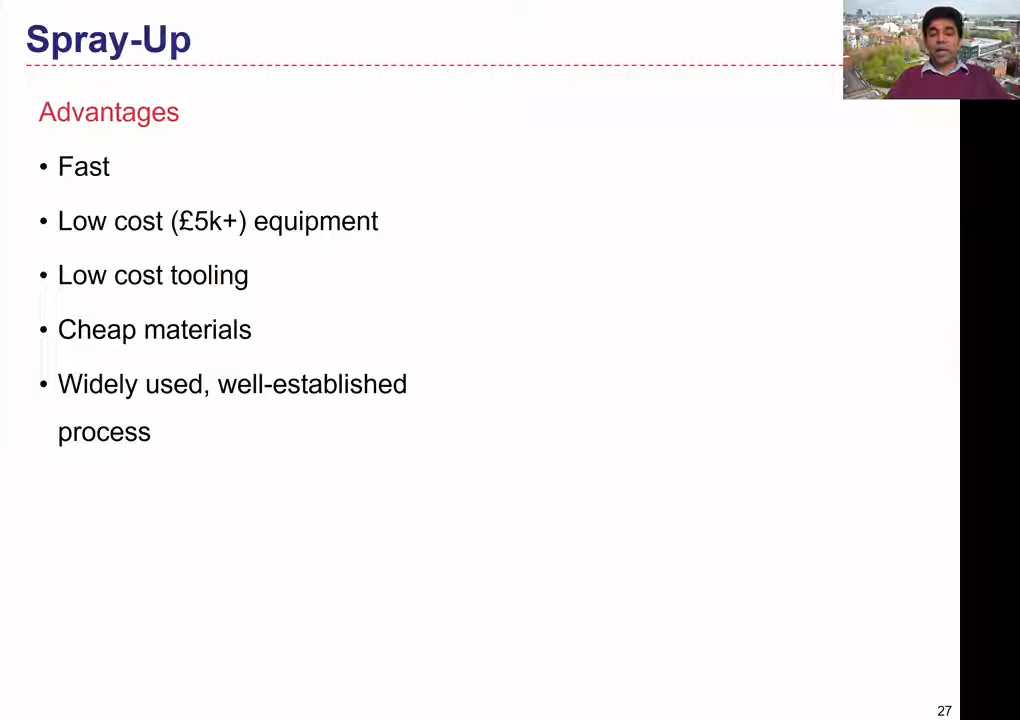 Spray-Up
Advantages
• Fast
• Low cost (£5k+) equipment
• Low cost tooling
• Cheap materials
• Widely used, well-established
process
27